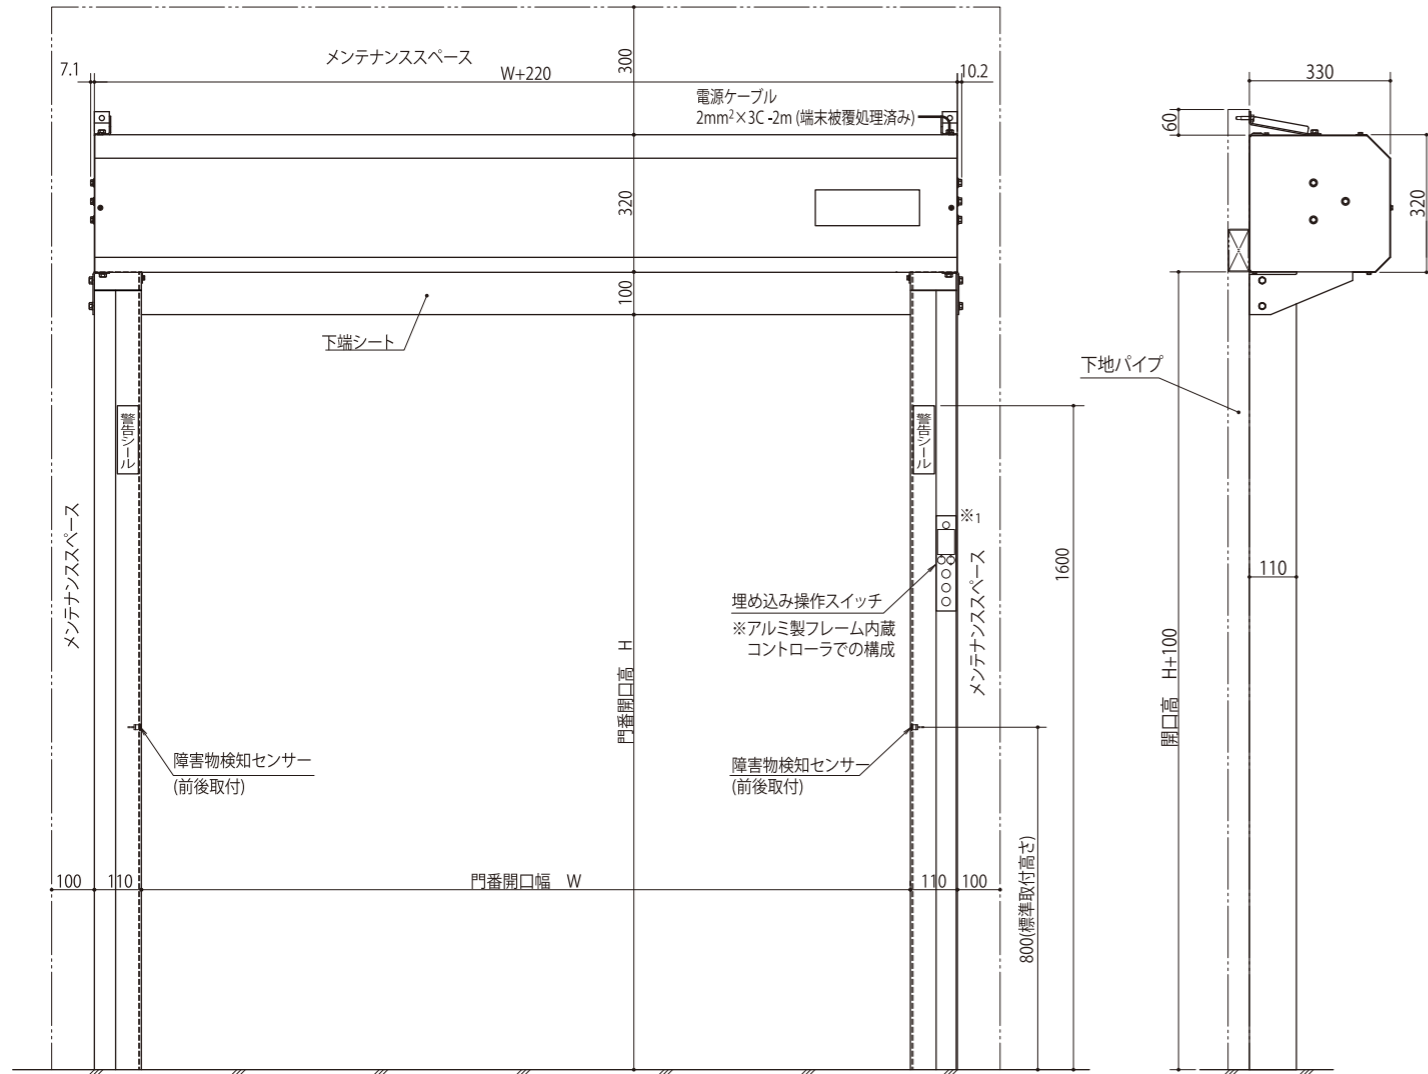 メンテナンススペース
300
7.1
W+220
10.2
電源ケーブル
2mm²×3C-2m (端末被覆処理済み)
320
100
下端シート
警告シール
警告シール
メンテナンススペース
※1
メンテナンススペース
1600
埋め込み操作スイッチ
※アルミ製フレーム内蔵
コントローラでの構成
門番開口高 H
障害物検知センサー
(前後取付)
障害物検知センサー
(前後取付)
800(標準取付高さ)
100
110
門番開口幅 W
110
100
330
60
320
下地パイプ
110
開口高 H+100